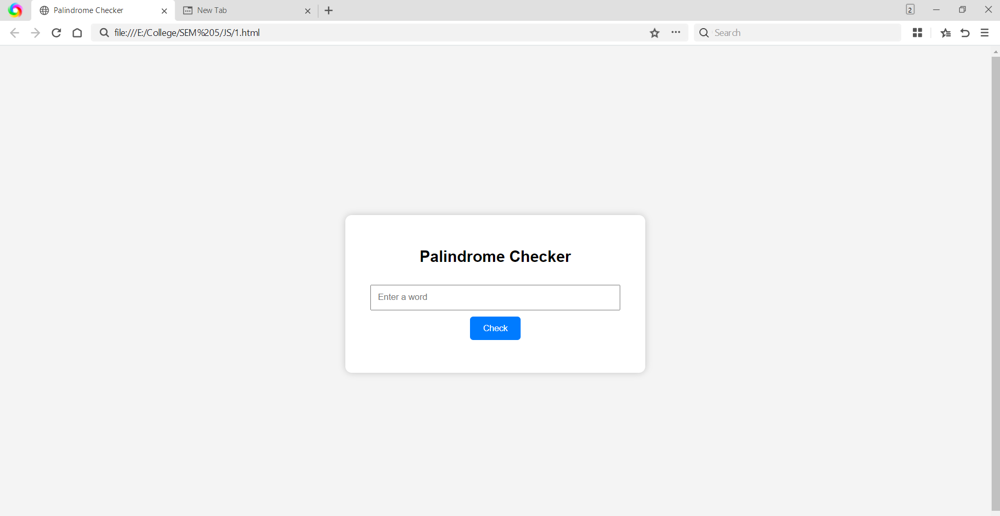 Palindrome Checker
New Tab
2
file:///E:/College/SEM%205/JS/1.html
Search
Palindrome Checker
Enter a word
Check